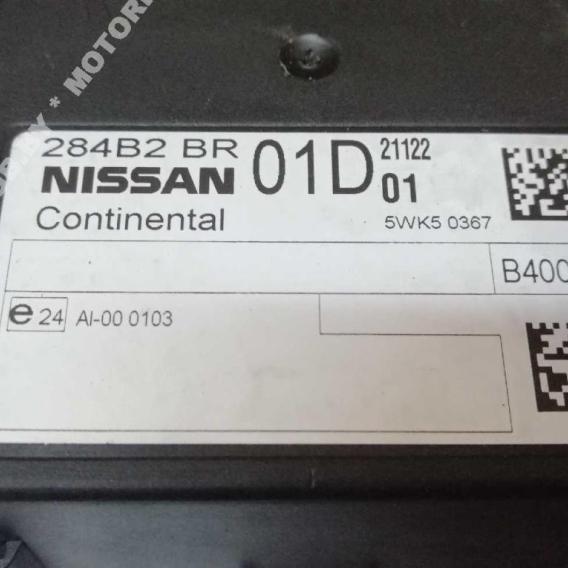 284B2 BR 01D 21122
NISSAN 01
Continental 5WK5 0367
B400
e 24 AI-00 0103